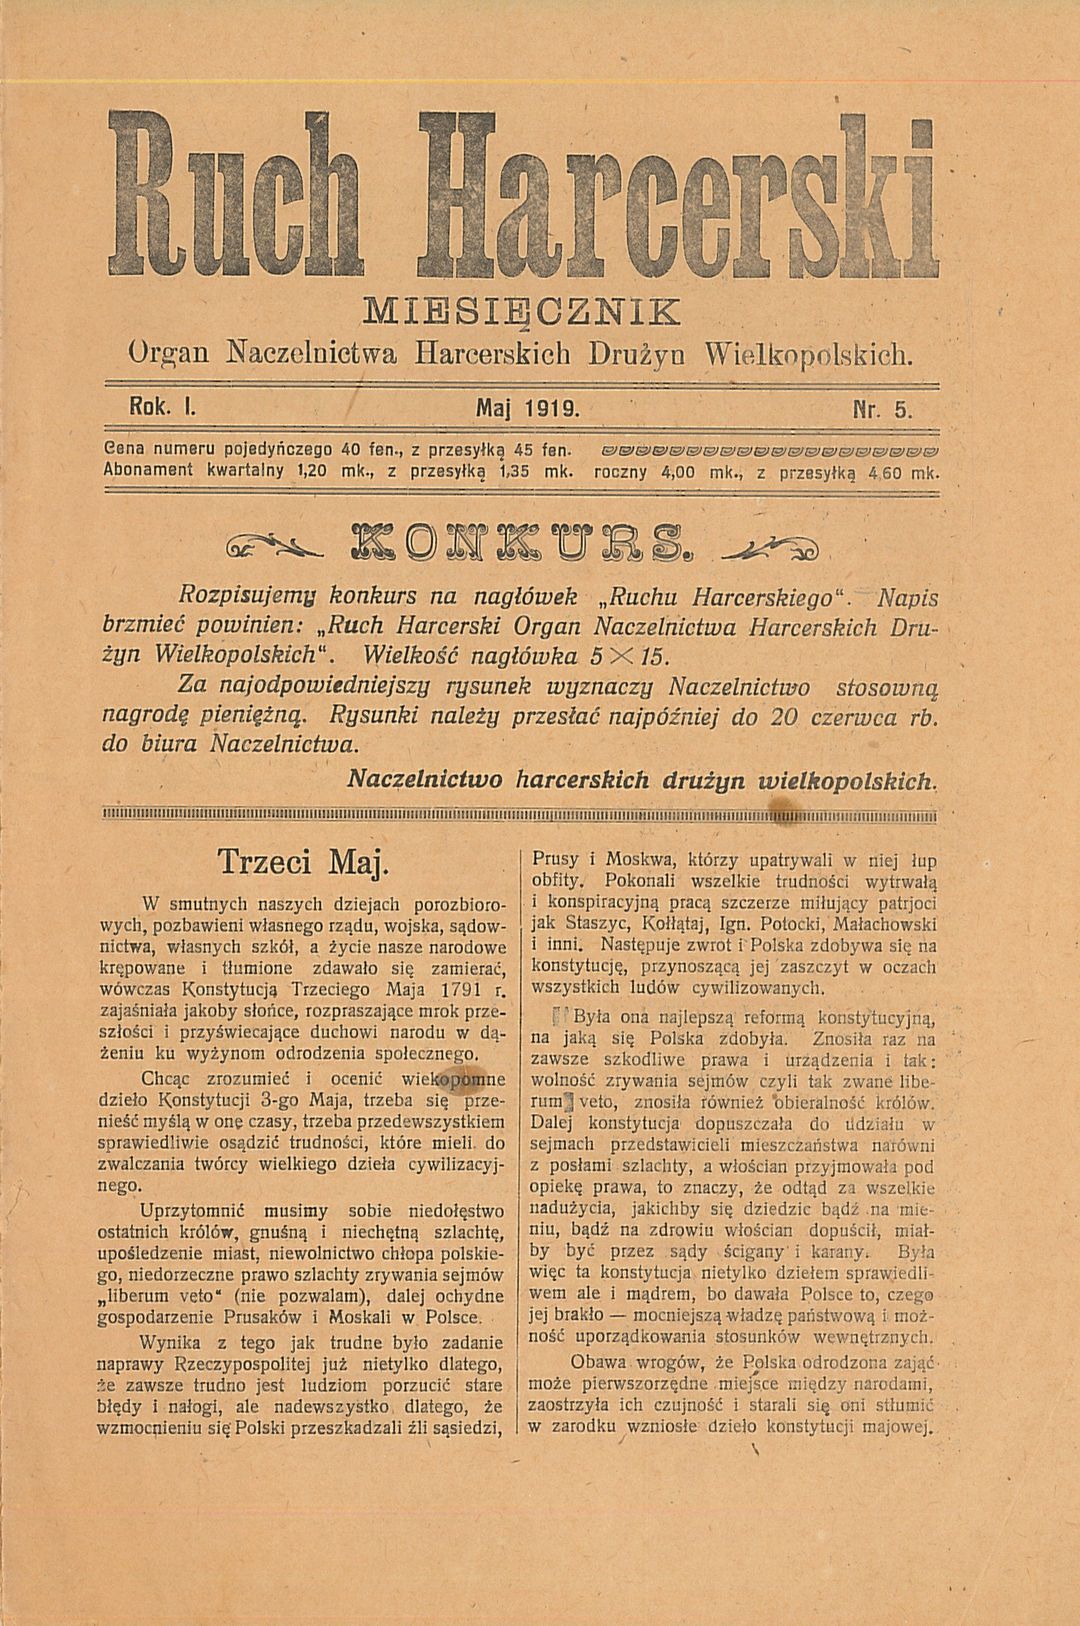 Ruch Harcerski
MIESIĘCZNIK
Organ Naczelnictwa Harcerskich Drużyn Wielkopolskich.
Rok. I. Maj 1919. Nr. 5.
Cena numeru pojedyńczego 40 fen., z przesyłką 45 fen.
Abonament kwartalny 1,20 mk., z przesyłką 1,35 mk. roczny 4,00 mk., z przesyłką 4,60 mk.
KONKURS.
Rozpisujemy konkurs na nagłówek „Ruchu Harcerskiego“. Napis
brzmieć powinien: „Ruch Harcerski Organ Naczelnictwa Harcerskich Dru-
żyn Wielkopolskich“. Wielkość nagłówka 5 × 15.
Za najodpowiedniejszy rysunek wyznaczy Naczelnictwo stosowną
nagrodę pieniężną. Rysunki należy przesłać najpóźniej do 20 czerwca rb.
do biura Naczelnictwa.
Naczelnictwo harcerskich drużyn wielkopolskich.
Trzeci Maj.
W smutnych naszych dziejach porozbioro-
wych, pozbawieni własnego rządu, wojska, sądow-
nictwa, własnych szkół, a życie nasze narodowe
krępowane i tłumione zdawało się zamierać,
wówczas Konstytucją Trzeciego Maja 1791 r.
zajaśniała jakoby słońce, rozpraszające mrok prze-
szłości i przyświecające duchowi narodu w dą-
żeniu ku wyżynom odrodzenia społecznego.
Chcąc zrozumieć i ocenić wiekopomne
dzieło Konstytucji 3-go Maja, trzeba się prze-
nieść myślą w onę czasy, trzeba przedewszystkiem
sprawiedliwie osądzić trudności, które mieli do
zwalczania twórcy wielkiego dzieła cywilizacyj-
nego.
Uprzytomnić musimy sobie niedołęstwo
ostatnich królów, gnuśną i niechętną szlachtę,
upośledzenie miast, niewolnictwo chłopa polskie-
go, niedorzeczne prawo szlachty zrywania sejmów
„liberum veto“ (nie pozwalam), dalej ochydne
gospodarzenie Prusaków i Moskali w Polsce.
Wynika z tego jak trudne było zadanie
naprawy Rzeczypospolitej już nietylko dlatego,
że zawsze trudno jest ludziom porzucić stare
błędy i nałogi, ale nadewszystko dlatego, że
wzmocnieniu się Polski przeszkadzali źli sąsiedzi,
Prusy i Moskwa, którzy upatrywali w niej łup
obfity. Pokonali wszelkie trudności wytrwałą
i konspiracyjną pracą szczerze miłujący patrjoci
jak Staszyc, Kołłątaj, Ign. Potocki, Małachowski
i inni. Następuje zwrot i Polska zdobywa się na
konstytucję, przynoszącą jej zaszczyt w oczach
wszystkich ludów cywilizowanych.
Była ona najlepszą reformą konstytucyjną,
na jaką się Polska zdobyła. Znosiła raz na
zawsze szkodliwe prawa i urządzenia i tak:
wolność zrywania sejmów czyli tak zwane libe-
rum veto, znosiła również obieralność królów.
Dalej konstytucja dopuszczała do udziału w
sejmach przedstawicieli mieszczaństwa narówni
z posłami szlachty, a włościan przyjmowała pod
opiekę prawa, to znaczy, że odtąd za wszelkie
nadużycia, jakichby się dziedzic bądź na mie-
niu, bądź na zdrowiu włościan dopuścił, miał-
by być przez sądy ścigany i karany. Była
więc ta konstytucja nietylko dziełem sprawiedli-
wem ale i mądrem, bo dawała Polsce to, czego
jej brakło — mocniejszą władzę państwową i moż-
ność uporządkowania stosunków wewnętrznych.
Obawa wrogów, że Polska odrodzona zająć
może pierwszorzędne miejsce między narodami,
zaostrzyła ich czujność i starali się oni stłumić
w zarodku wzniosłe dzieło konstytucji majowej.